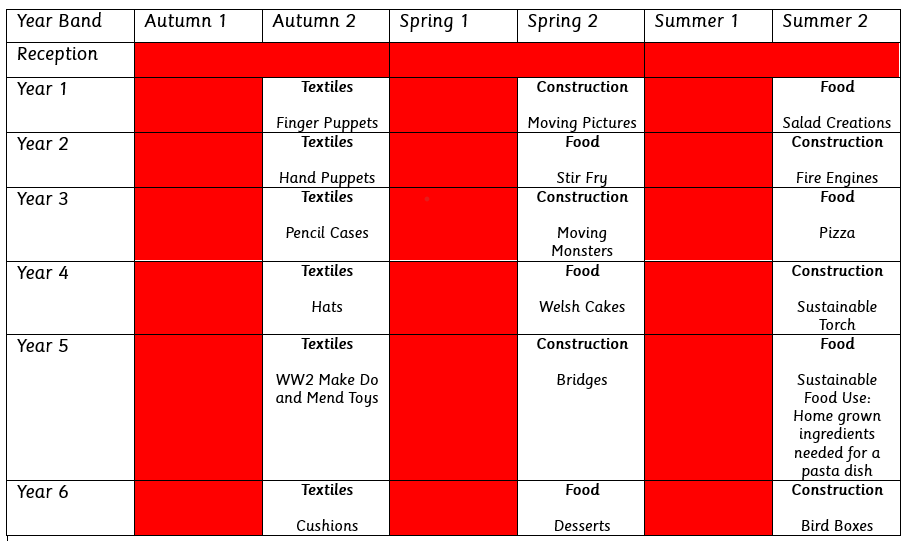 Year Band Autumn 1 Autumn 2 Spring 1 Spring 2 Summer 1 Summer 2
Reception
Year 1 Textiles Construction Food
Finger Puppets Moving Pictures Salad Creations
Year 2 Textiles Food Construction
Hand Puppets Stir Fry Fire Engines
Year 3 Textiles Construction Food
Pencil Cases Moving Pizza
Monsters
Year 4 Textiles Food Construction
Hats Welsh Cakes Sustainable
Torch
Year 5 Textiles Construction Food
WW2 Make Do Bridges Sustainable
and Mend Toys Food Use:
Home grown
ingredients
needed for a
pasta dish
Year 6 Textiles Food Construction
Cushions Desserts Bird Boxes